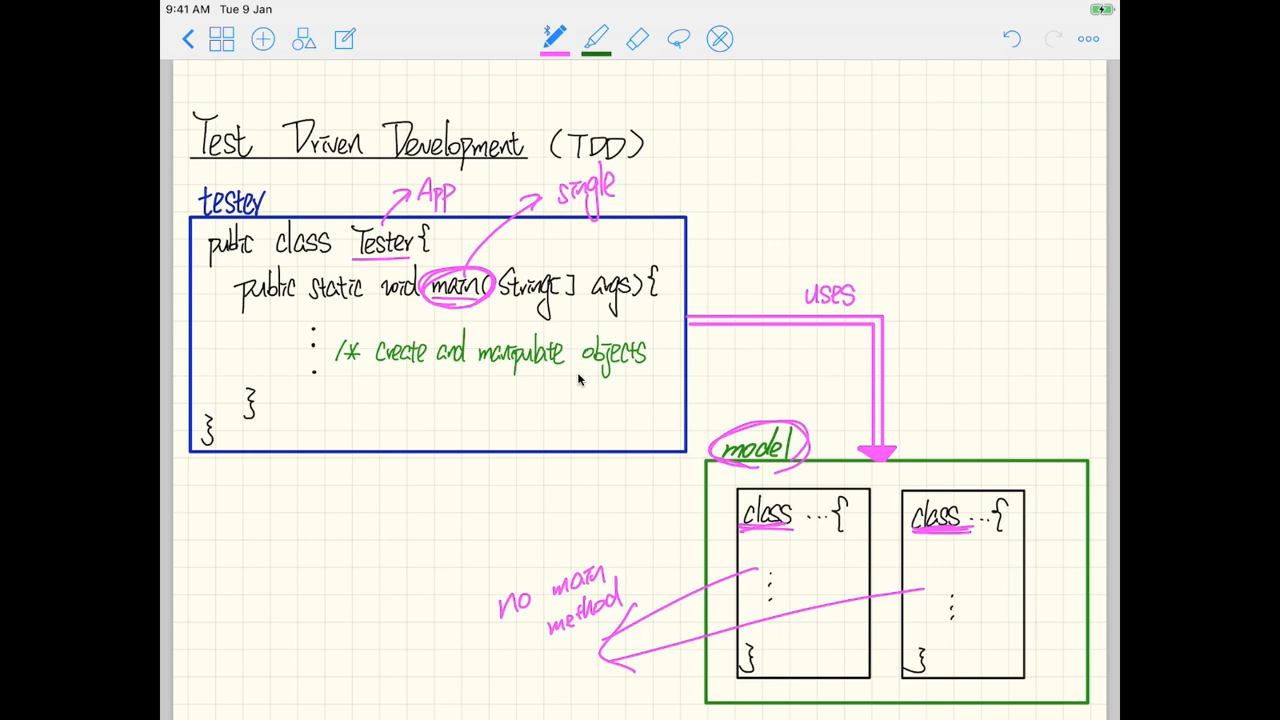 9:41 AM Tue 9 Jan
Test Driven Development (TDD)
tester
App
single
public class Tester {
public static void main(String[] args) {
/* create and manipulate objects
}
}
uses
model
class ... {
class ... {
no main
method
}
}